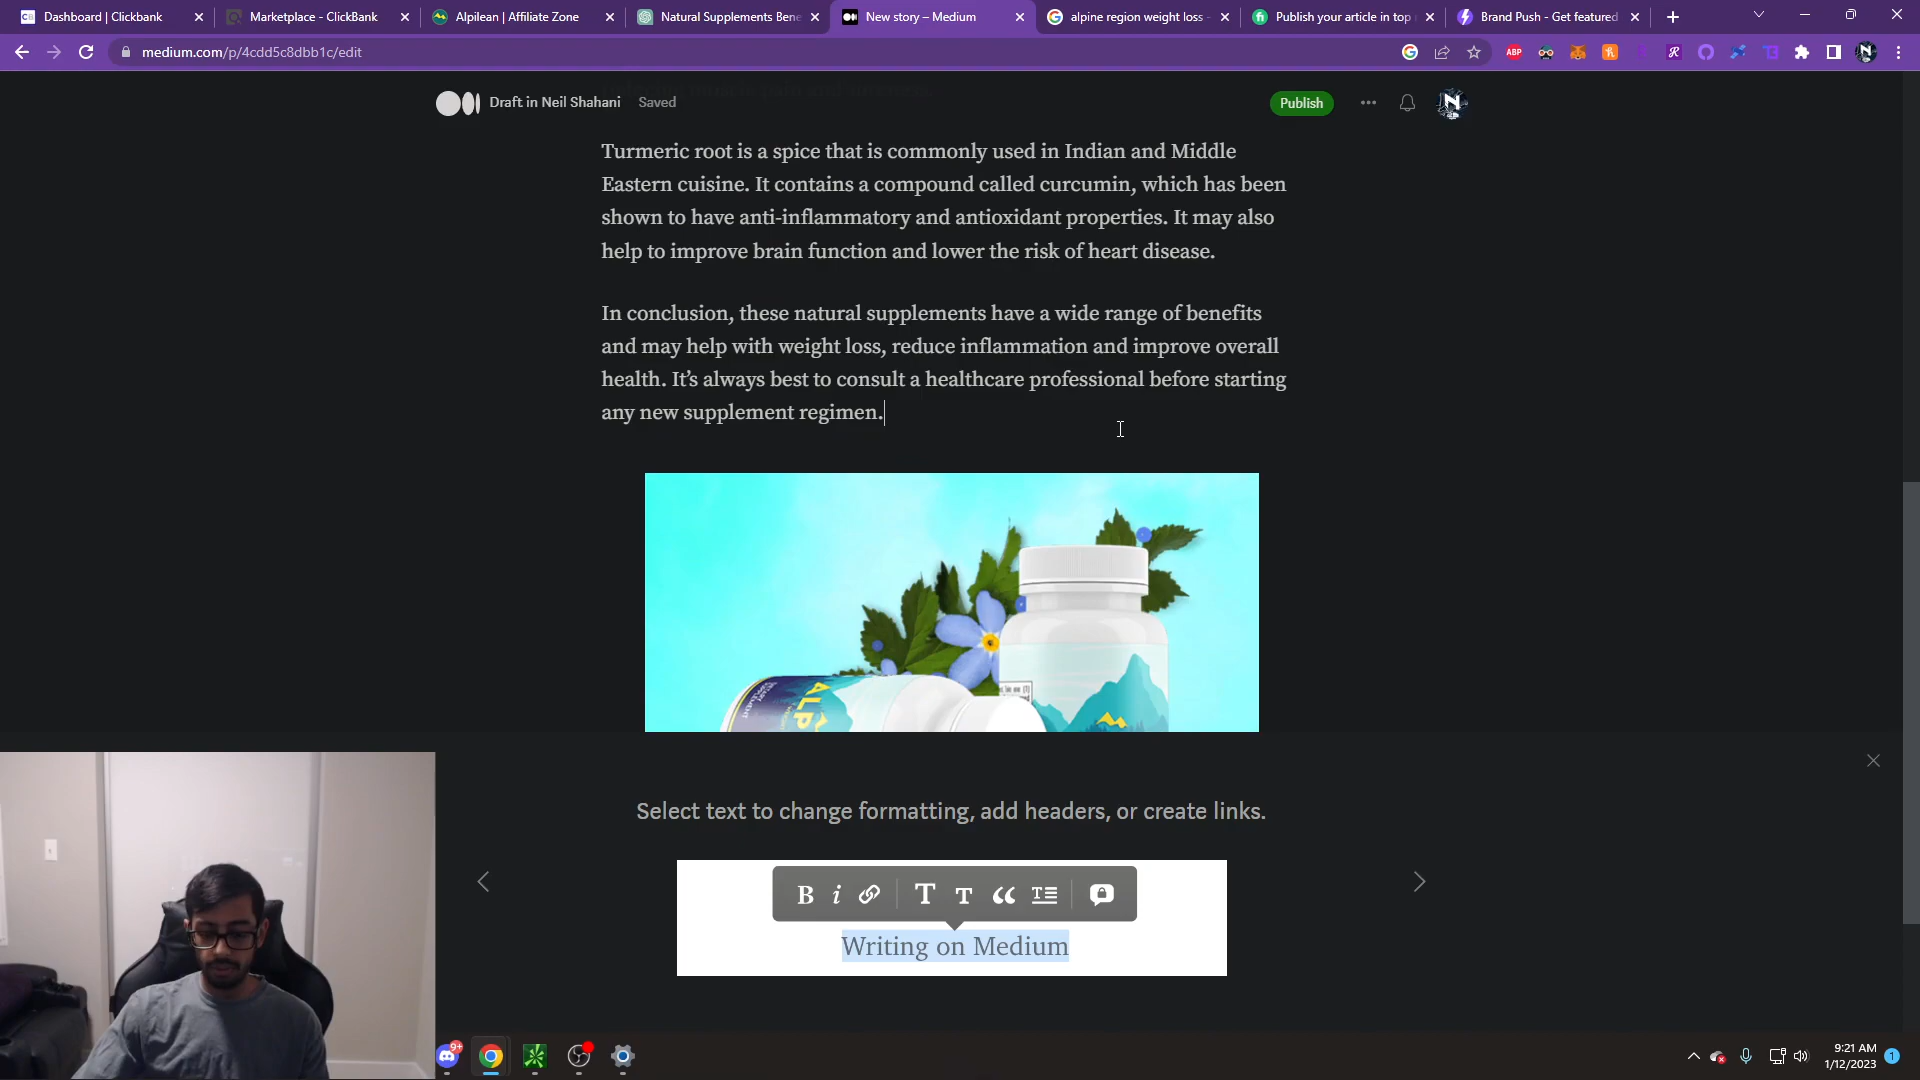 Dashboard | Clickbank
Marketplace - ClickBank
Alpilean | Affiliate Zone
Natural Supplements Bene
New story – Medium
alpine region weight loss -
Publish your article in top
Brand Push - Get featured
medium.com/p/4cdd5c8dbb1c/edit
Draft in Neil Shahani Saved
Publish
Turmeric root is a spice that is commonly used in Indian and Middle
Eastern cuisine. It contains a compound called curcumin, which has been
shown to have anti-inflammatory and antioxidant properties. It may also
help to improve brain function and lower the risk of heart disease.
In conclusion, these natural supplements have a wide range of benefits
and may help with weight loss, reduce inflammation and improve overall
health. It’s always best to consult a healthcare professional before starting
any new supplement regimen.
Select text to change formatting, add headers, or create links.
B i T T
Writing on Medium
9:21 AM
1/12/2023